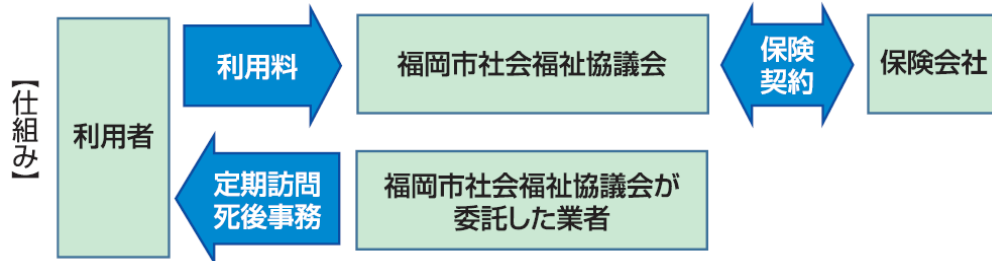 【仕組み】
利用者
利用料
福岡市社会福祉協議会
保険
契約
保険会社
定期訪問
死後事務
福岡市社会福祉協議会が
委託した業者